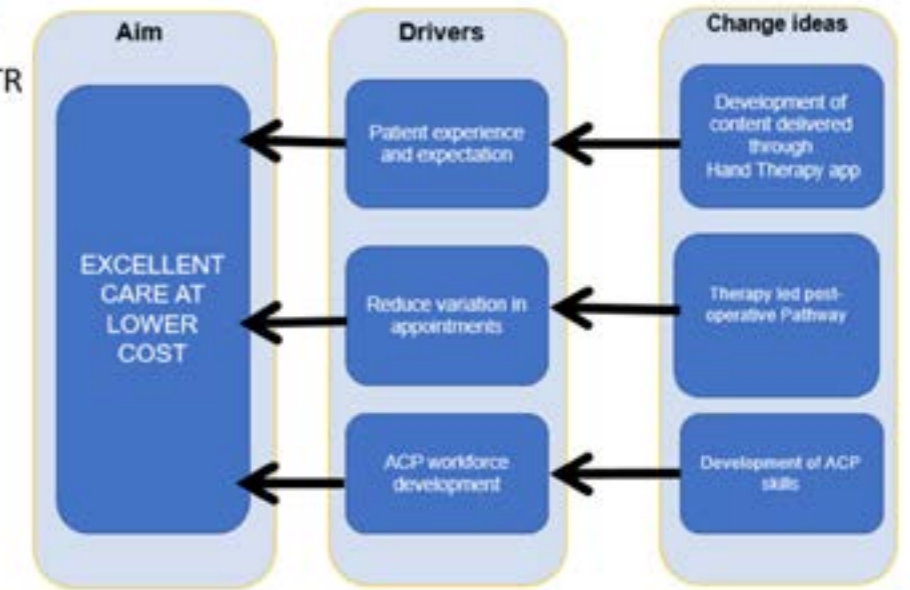 Aim
Drivers
Change ideas
TR
EXCELLENT
CARE AT
LOWER
COST
Patient experience
and expectation
Reduce variation in
appointments
ACP workforce
development
Development of
content delivered
through
Hand Therapy app
Therapy led post-
operative Pathway
Development of ACP
skills